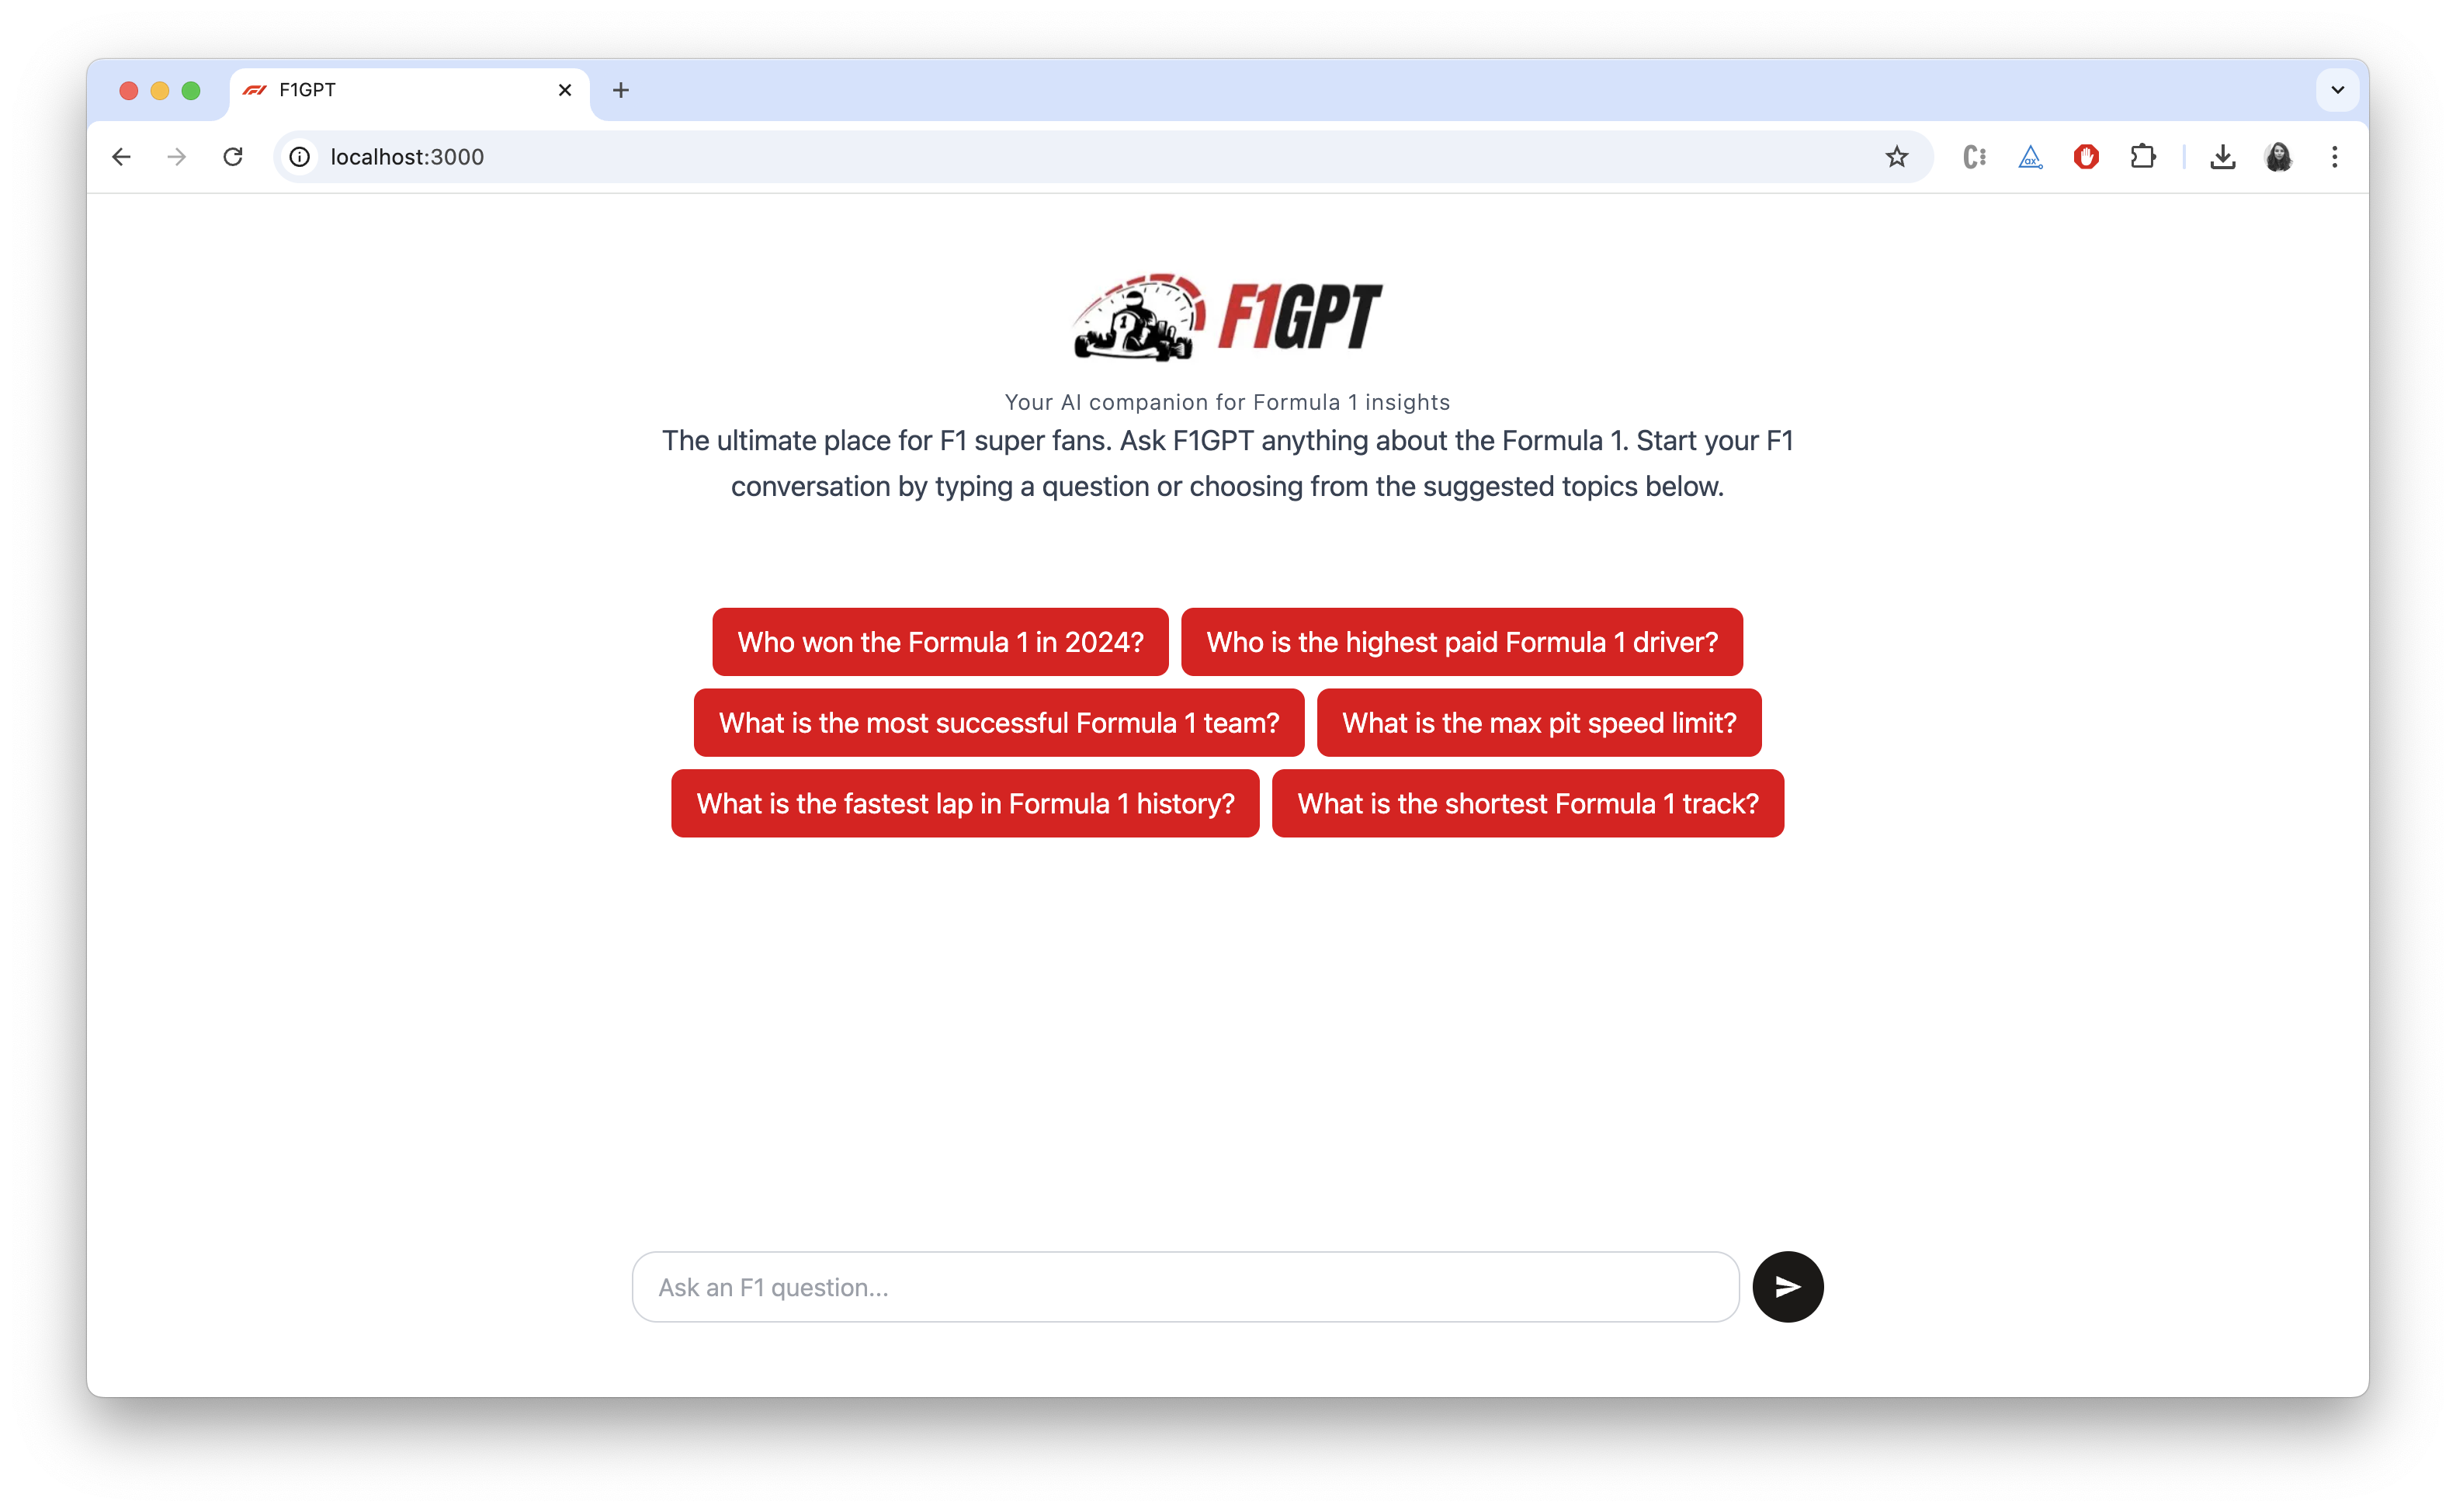 F1GPT
localhost:3000
1
F1GPT
Your AI companion for Formula 1 insights
The ultimate place for F1 super fans. Ask F1GPT anything about the Formula 1. Start your F1
conversation by typing a question or choosing from the suggested topics below.
Who won the Formula 1 in 2024?
Who is the highest paid Formula 1 driver?
What is the most successful Formula 1 team?
What is the max pit speed limit?
What is the fastest lap in Formula 1 history?
What is the shortest Formula 1 track?
Ask an F1 question...